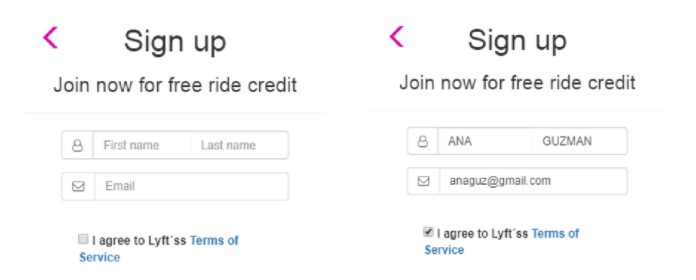 Sign up
Join now for free ride credit
First name Last name
Email
I agree to Lyft´ss Terms of
Service
Sign up
Join now for free ride credit
ANA GUZMAN
anaguz@gmail.com
I agree to Lyft´ss Terms of
Service